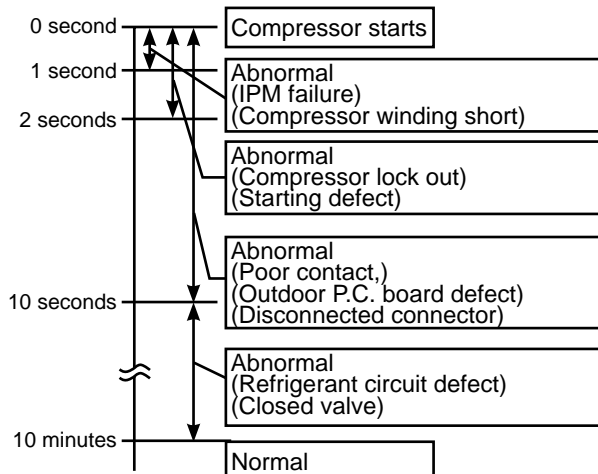 0 second
Compressor starts
1 second
Abnormal
(IPM failure)
(Compressor winding short)
2 seconds
Abnormal
(Compressor lock out)
(Starting defect)
Abnormal
(Poor contact,)
(Outdoor P.C. board defect)
(Disconnected connector)
10 seconds
Abnormal
(Refrigerant circuit defect)
(Closed valve)
10 minutes
Normal